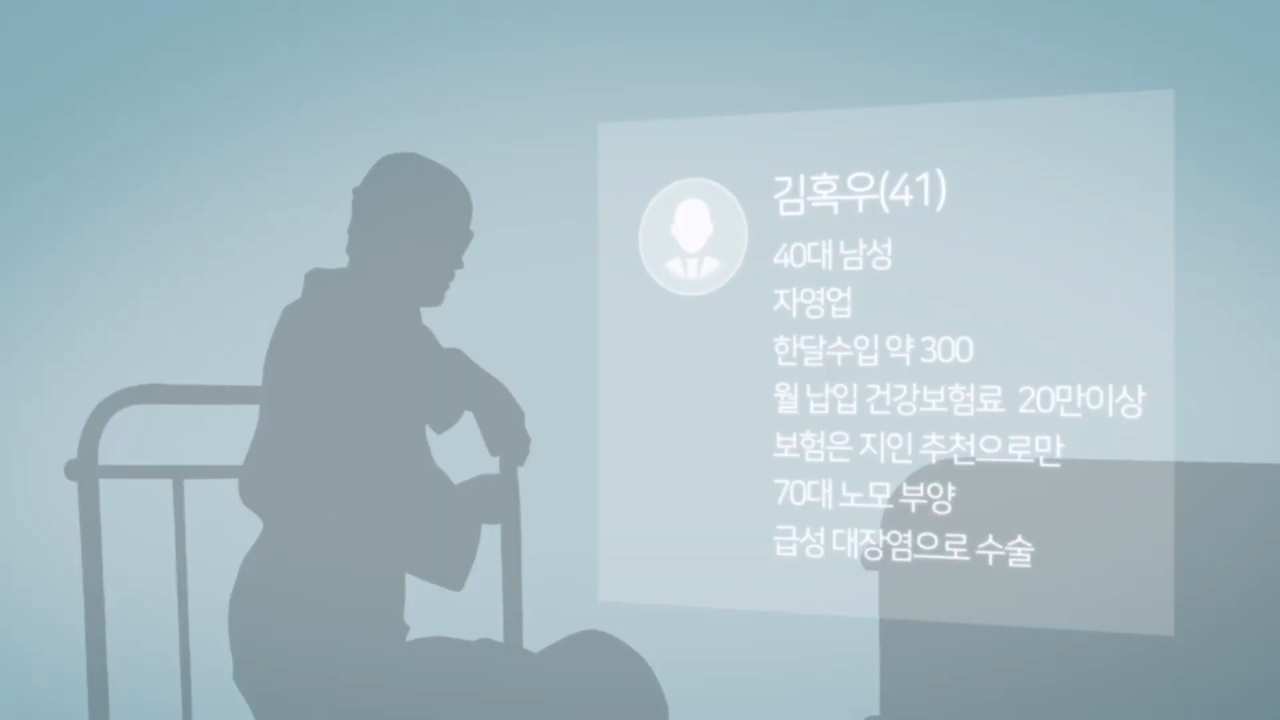 김혹우(41)
40대 남성
자영업
한달수입 약 300
월 납입 건강보험료 20만이상
보험은 지인 추천으로만
70대 노모 부양
급성 대장염으로 수술